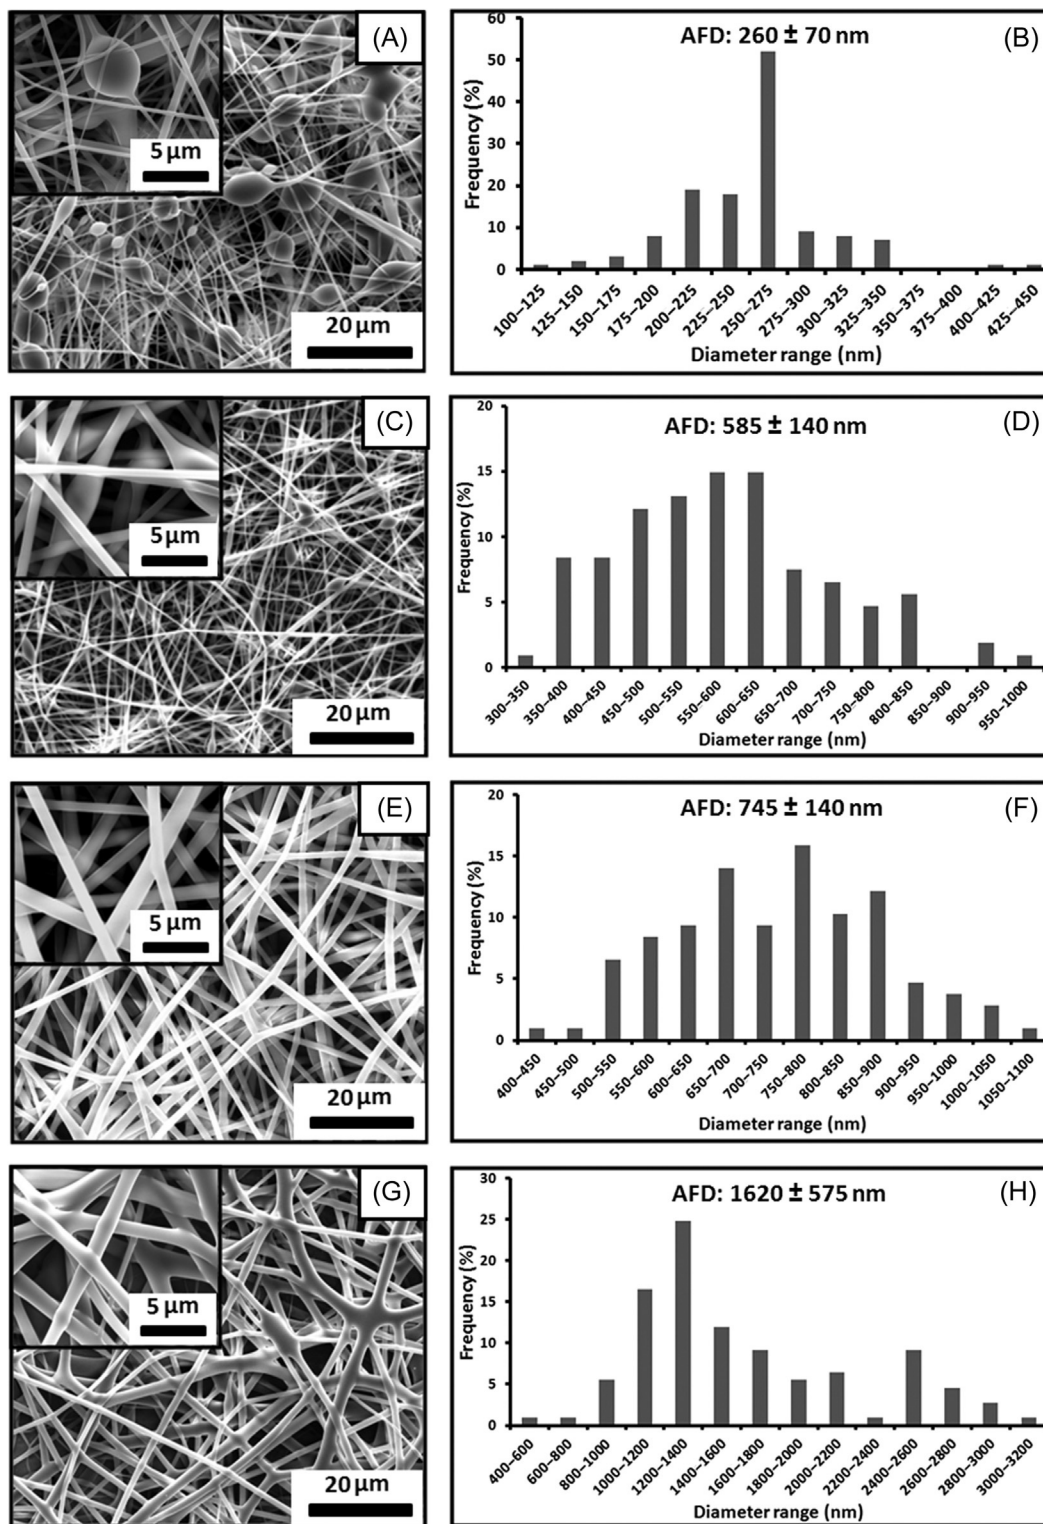 (A)
5 µm
20 µm
(B)
AFD: 260 ± 70 nm
Frequency (%)
60
50
40
30
20
10
0
100–125
125–150
150–175
175–200
200–225
225–250
250–275
275–300
300–325
325–350
350–375
375–400
400–425
425–450
Diameter range (nm)
(C)
5 µm
20 µm
(D)
AFD: 585 ± 140 nm
Frequency (%)
20
15
10
5
0
300–350
350–400
400–450
450–500
500–550
550–600
600–650
650–700
700–750
750–800
800–850
850–900
900–950
950–1000
Diameter range (nm)
(E)
5 µm
20 µm
(F)
AFD: 745 ± 140 nm
Frequency (%)
20
15
10
5
0
400–450
450–500
500–550
550–600
600–650
650–700
700–750
750–800
800–850
850–900
900–950
950–1000
1000–1050
1050–1100
Diameter range (nm)
(G)
5 µm
20 µm
(H)
AFD: 1620 ± 575 nm
Frequency (%)
30
25
20
15
10
5
0
400–600
600–800
800–1000
1000–1200
1200–1400
1400–1600
1600–1800
1800–2000
2000–2200
2200–2400
2400–2600
2600–2800
2800–3000
3000–3200
Diameter range (nm)